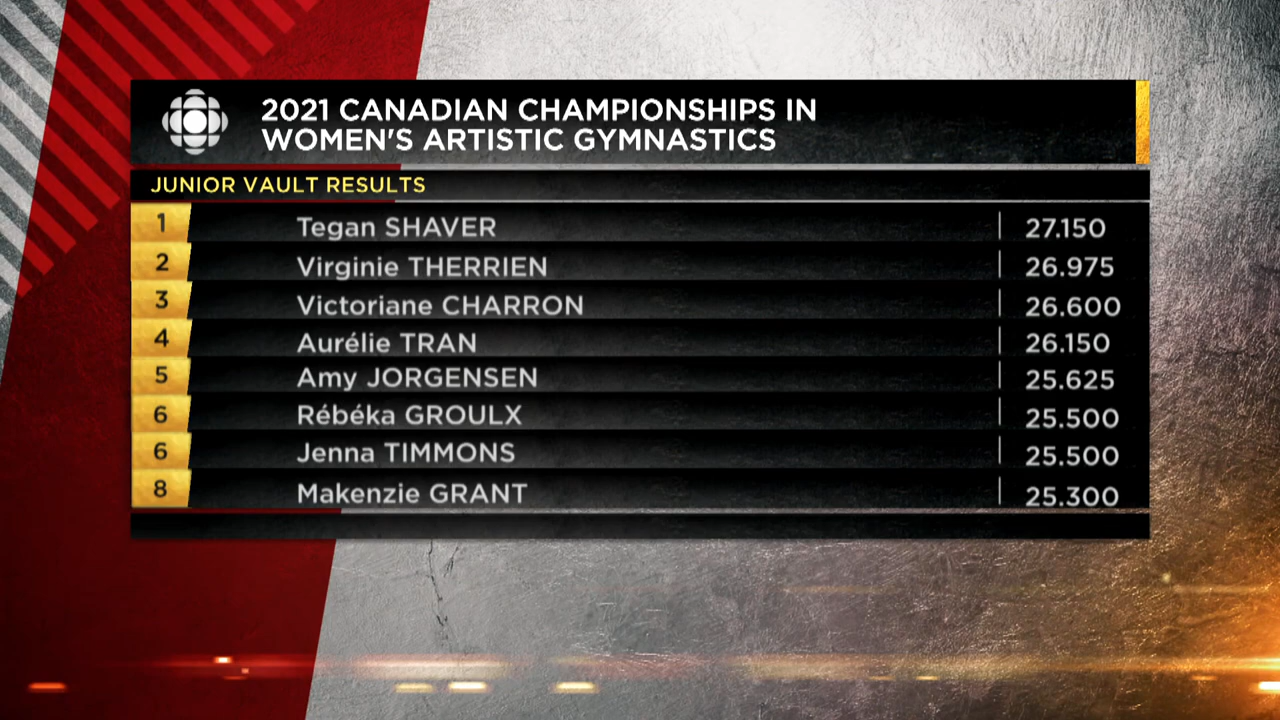 2021 CANADIAN CHAMPIONSHIPS IN
WOMEN'S ARTISTIC GYMNASTICS
JUNIOR VAULT RESULTS
1 Tegan SHAVER 27.150
2 Virginie THERRIEN 26.975
3 Victoriane CHARRON 26.600
4 Aurélie TRAN 26.150
5 Amy JORGENSEN 25.625
6 Rébéka GROULX 25.500
6 Jenna TIMMONS 25.500
8 Makenzie GRANT 25.300